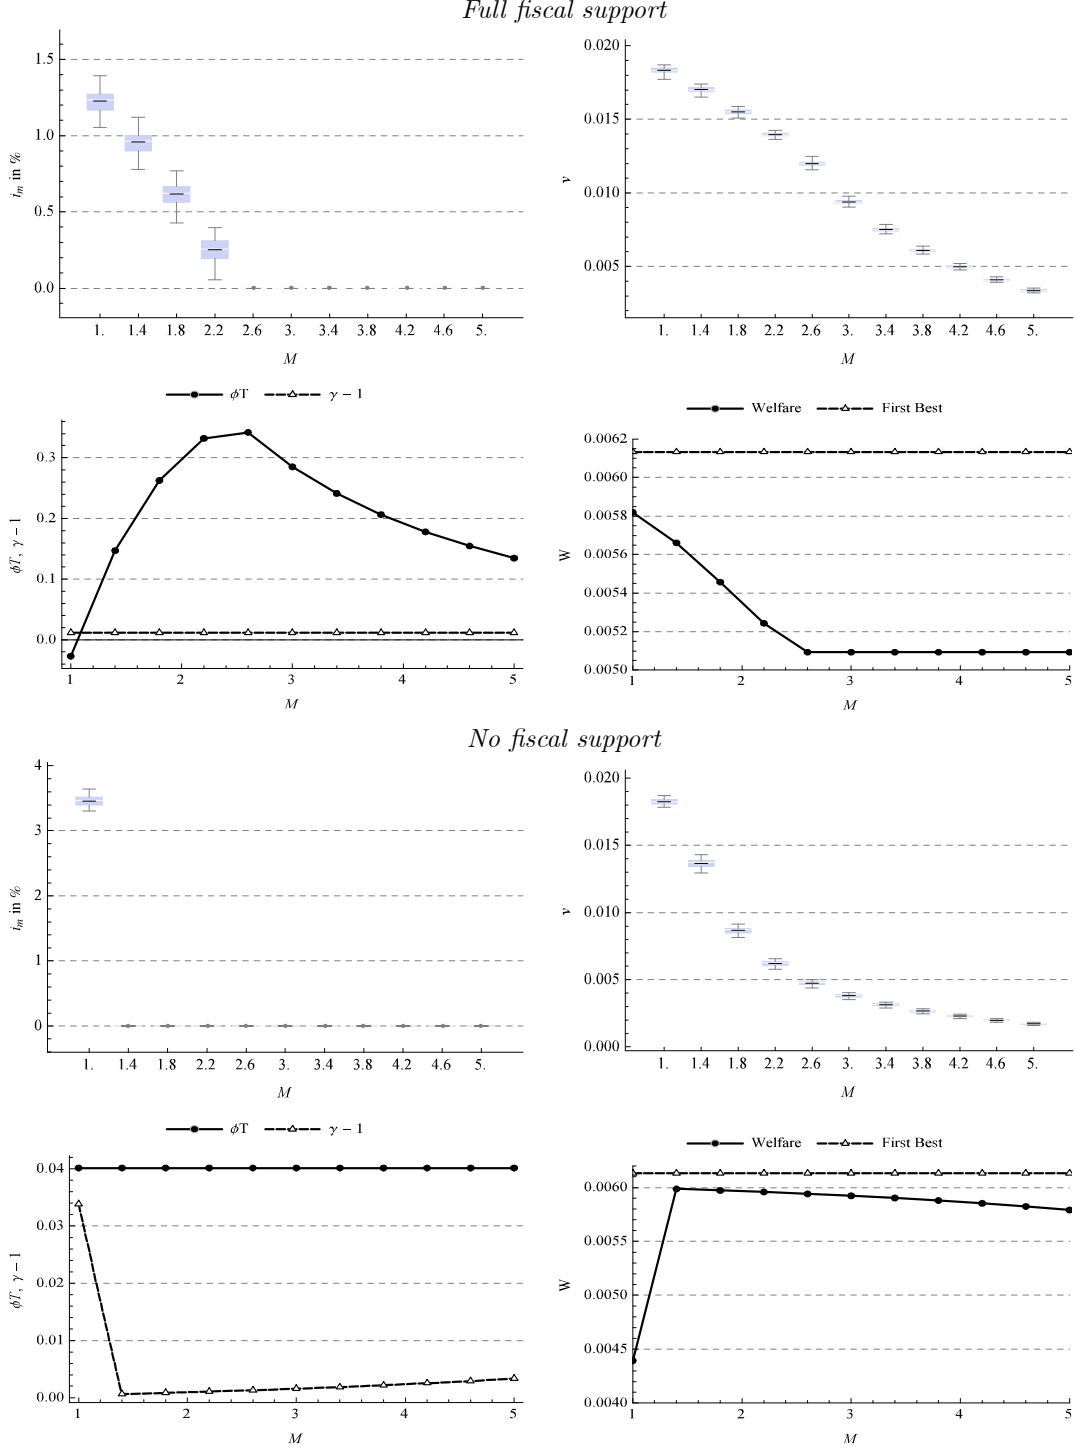 Full fiscal support
1.5
1.0
0.5
0.0
i_m in %
1. 1.4 1.8 2.2 2.6 3. 3.4 3.8 4.2 4.6 5.
M
0.020
0.015
0.010
0.005
v
1. 1.4 1.8 2.2 2.6 3. 3.4 3.8 4.2 4.6 5.
M
ϕT γ − 1
0.3
0.2
0.1
0.0
ϕT, γ − 1
1 2 3 4 5
M
Welfare First Best
0.0062
0.0060
0.0058
0.0056
0.0054
0.0052
0.0050
W
1 2 3 4 5
M
No fiscal support
4
3
2
1
0
i_m in %
1. 1.4 1.8 2.2 2.6 3. 3.4 3.8 4.2 4.6 5.
M
0.020
0.015
0.010
0.005
0.000
v
1. 1.4 1.8 2.2 2.6 3. 3.4 3.8 4.2 4.6 5.
M
ϕT γ − 1
0.04
0.03
0.02
0.01
0.00
ϕT, γ − 1
1 2 3 4 5
M
Welfare First Best
0.0060
0.0055
0.0050
0.0045
0.0040
W
1 2 3 4 5
M